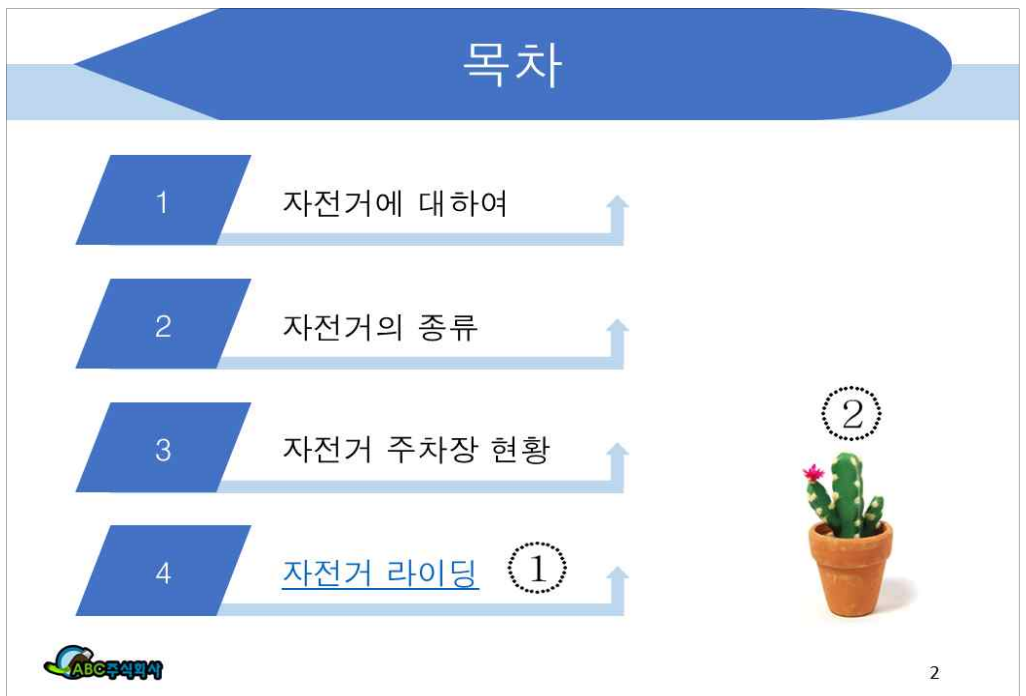 목차
1 자전거에 대하여
2 자전거의 종류
3 자전거 주차장 현황
4 자전거 라이딩 ①
②
ABC주식회사
2